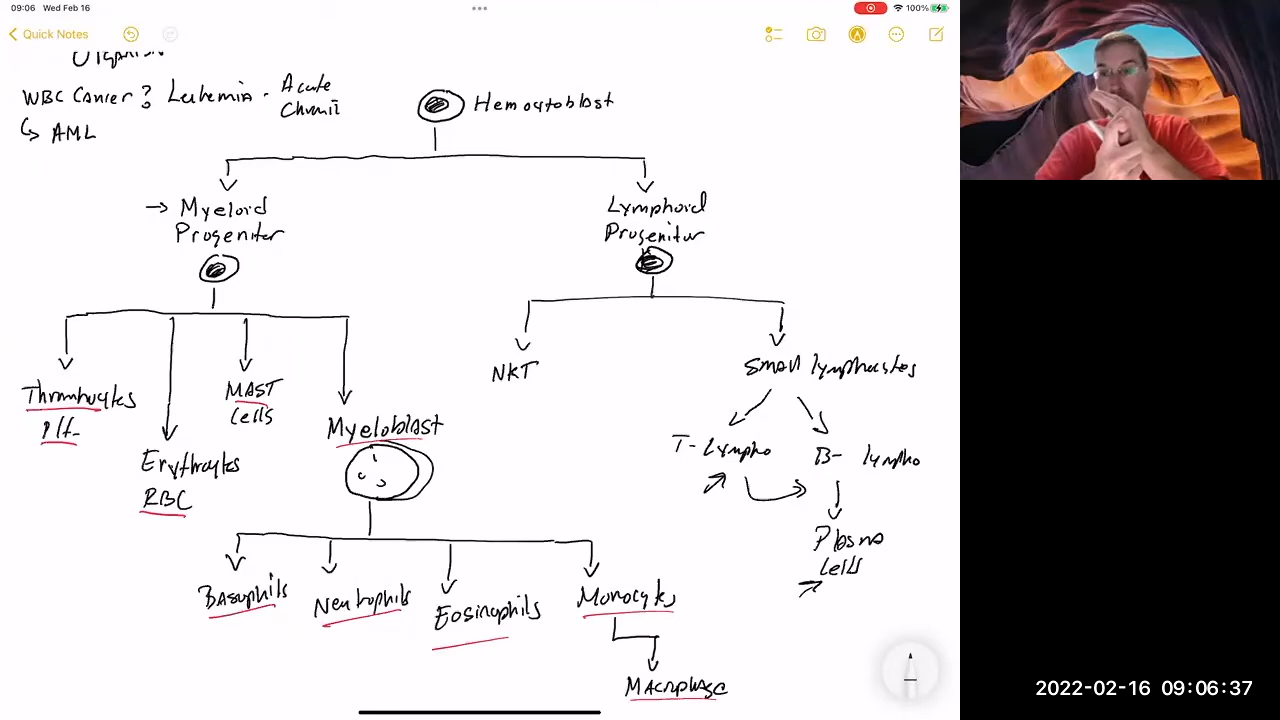 09:06 Wed Feb 16
100%
Quick Notes
WBC Cancer? Leukemia - Acute
Chronic
↳ AML
Hemocytoblast
→ Myeloid
Progenitor
Lymphoid
Progenitor
Thrombocytes
Plt
Erythrocytes
RBC
MAST
Cells
Myeloblast
NKT
Small lymphocytes
T-Lympho
B-lympho
Plasma
Cells
Basophils
Neutrophils
Eosinophils
Monocytes
Macrophage
2022-02-16 09:06:37